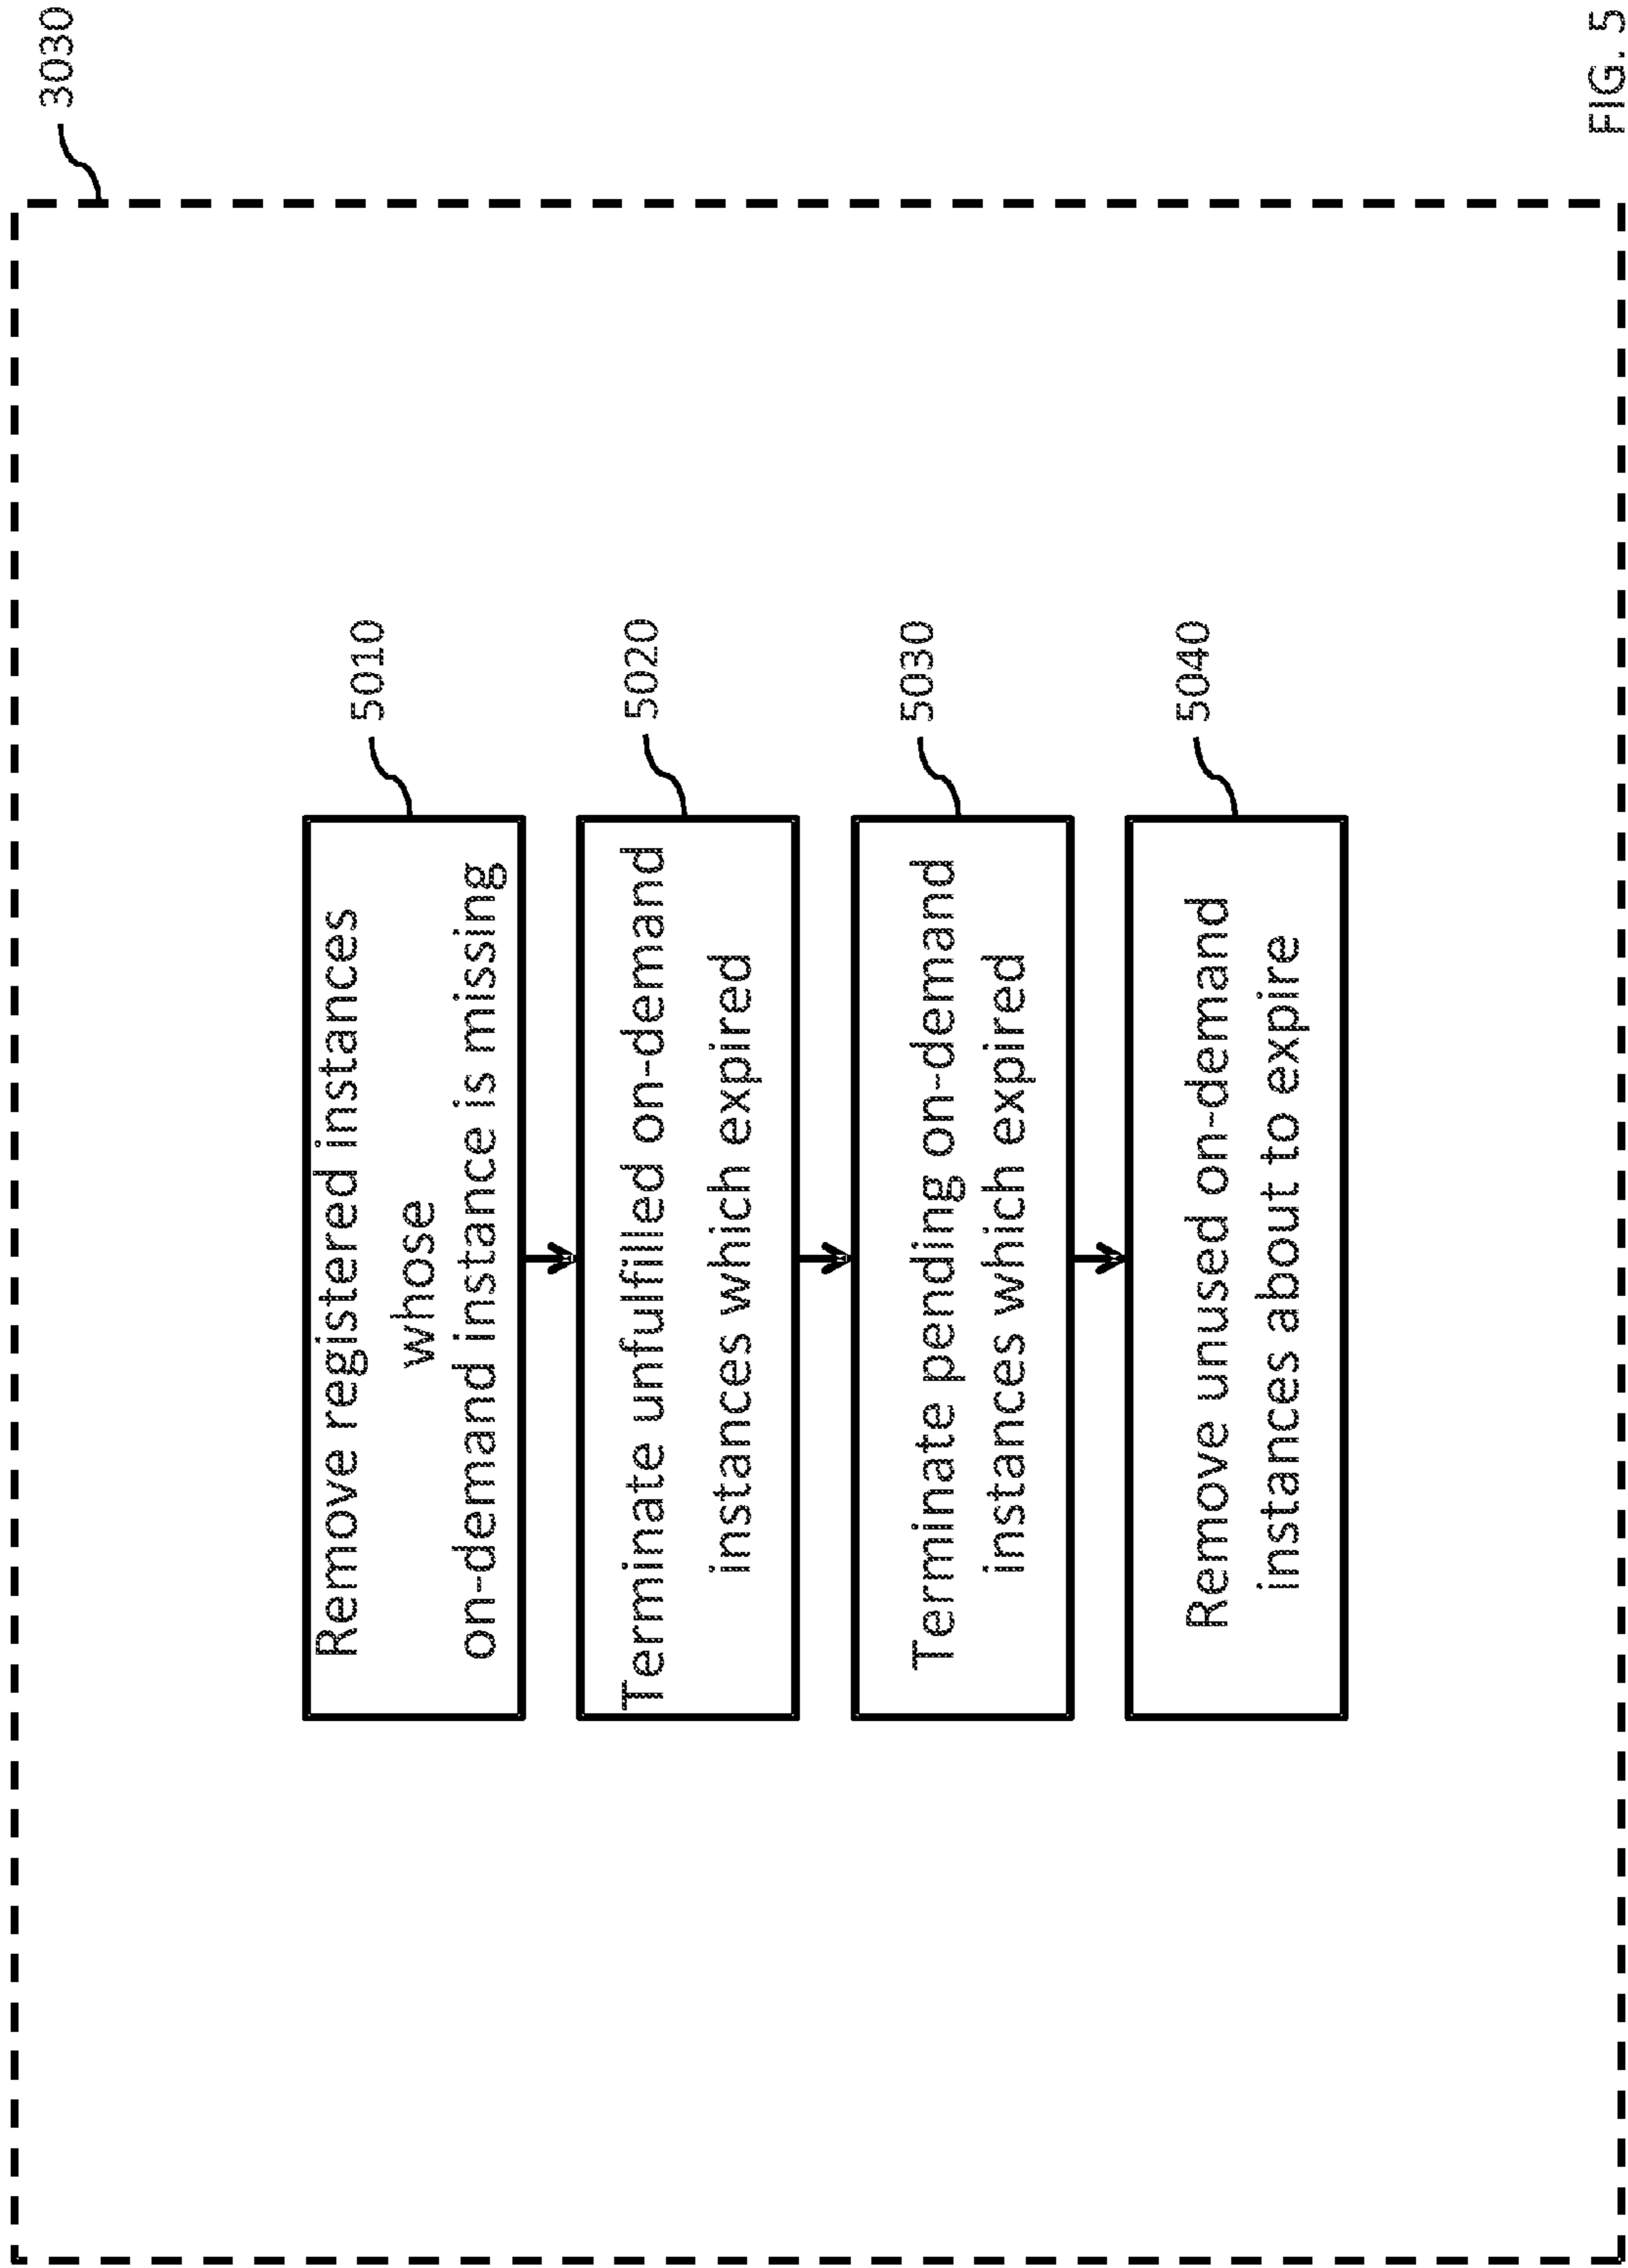 3030
Remove registered instances
whose
on-demand instance is missing
5010
Terminate unfulfilled on-demand
instances which expired
5020
Terminate pending on-demand
instances which expired
5030
Remove unused on-demand
instances about to expire
5040
FIG. 5